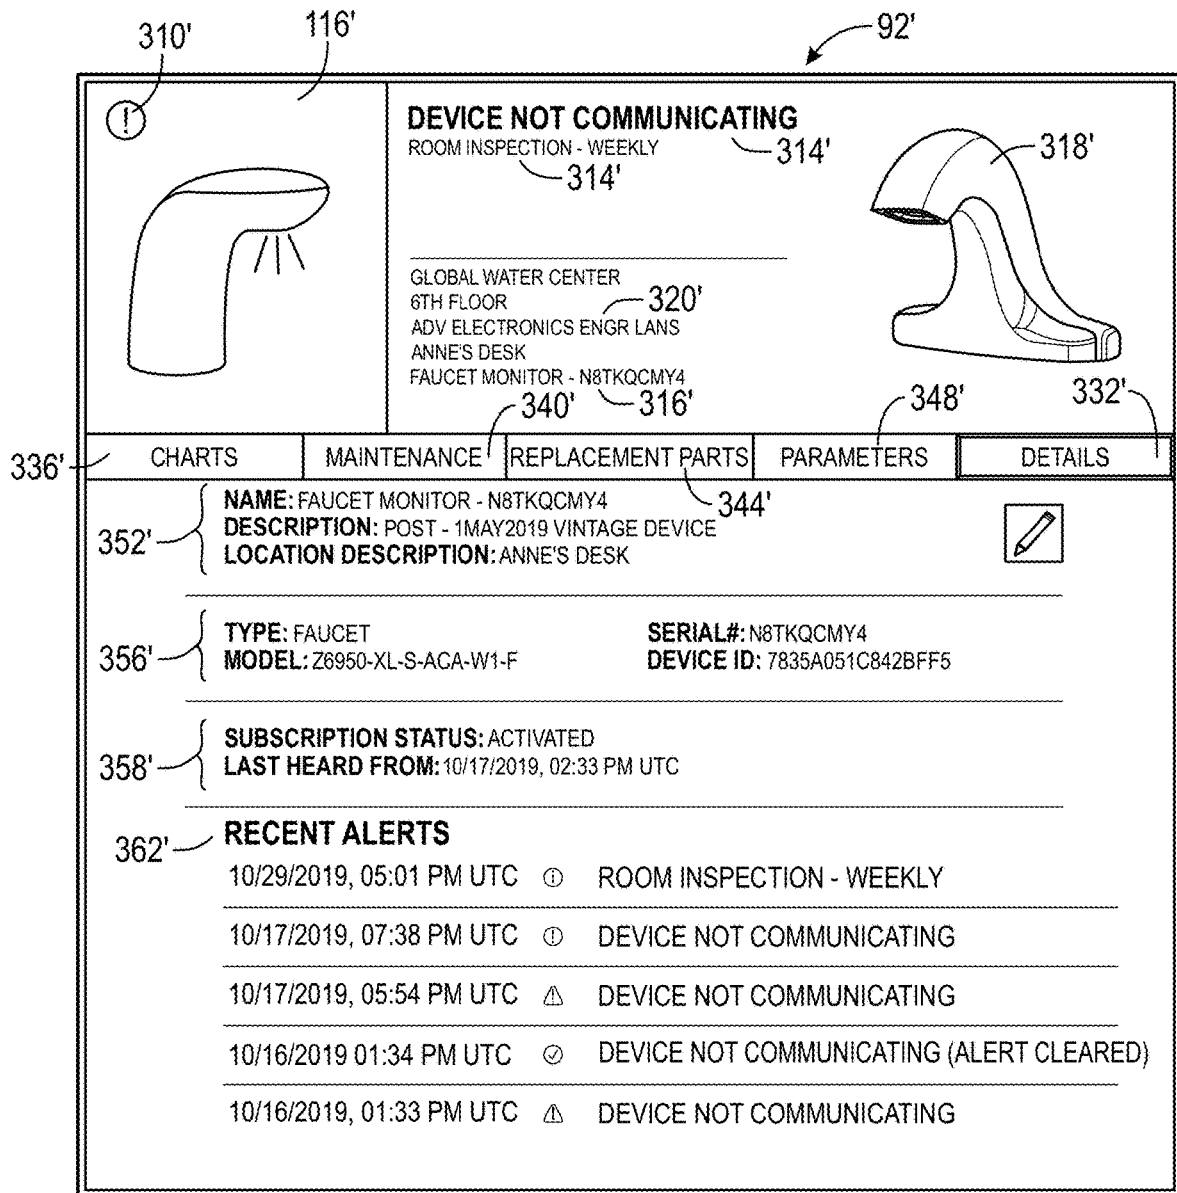 310'
116'
92'
!
DEVICE NOT COMMUNICATING
ROOM INSPECTION - WEEKLY
314'
314'
318'
GLOBAL WATER CENTER
6TH FLOOR
320'
ADV ELECTRONICS ENGR LANS
ANNE'S DESK
FAUCET MONITOR - N8TKQCMY4
316'
340'
348'
332'
336'
CHARTS MAINTENANCE REPLACEMENT PARTS PARAMETERS DETAILS
344'
352'
NAME: FAUCET MONITOR - N8TKQCMY4
DESCRIPTION: POST - 1MAY2019 VINTAGE DEVICE
LOCATION DESCRIPTION: ANNE'S DESK
356'
TYPE: FAUCET SERIAL#: N8TKQCMY4
MODEL: Z6950-XL-S-ACA-W1-F DEVICE ID: 7835A051C842BFF5
358'
SUBSCRIPTION STATUS: ACTIVATED
LAST HEARD FROM: 10/17/2019, 02:33 PM UTC
362'
RECENT ALERTS
10/29/2019, 05:01 PM UTC ROOM INSPECTION - WEEKLY
10/17/2019, 07:38 PM UTC DEVICE NOT COMMUNICATING
10/17/2019, 05:54 PM UTC DEVICE NOT COMMUNICATING
10/16/2019 01:34 PM UTC DEVICE NOT COMMUNICATING (ALERT CLEARED)
10/16/2019, 01:33 PM UTC DEVICE NOT COMMUNICATING